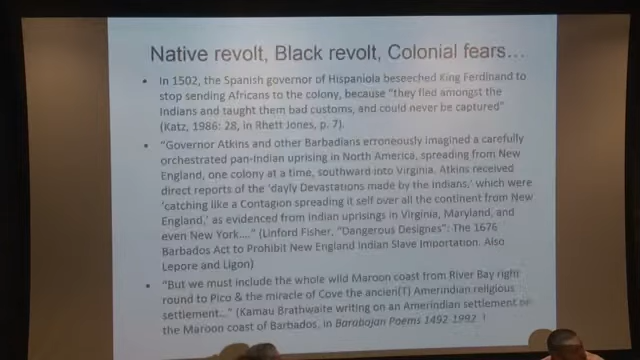 Native revolt, Black revolt, Colonial fears...
• In 1502, the Spanish governor of Hispaniola beseeched King Ferdinand to
stop sending Africans to the colony, because “they fled amongst the
Indians and taught them bad customs, and could never be captured”
(Katz, 1986: 28, in Rhett Jones, p. 7).
• “Governor Atkins and other Barbadians erroneously imagined a carefully
orchestrated pan-Indian uprising in North America, spreading from New
England, one colony at a time, southward into Virginia. Atkins received
direct reports of the ‘dayly Devastations made by the Indians,’ which were
‘catching like a Contagion spreading it self over all the continent from New
England,’ as evidenced from Indian uprisings in Virginia, Maryland, and
even New York....” (Linford Fisher, “Dangerous Designes”: The 1676
Barbados Act to Prohibit New England Indian Slave Importation. Also
Lepore and Ligon)
• “But we must include the whole wild Maroon coast from River Bay right
round to Pico & the miracle of Cove the ancien(T) Amerindian religious
settlement...” (Kamau Brathwaite writing on an Amerindian settlement on
the Maroon coast of Barbados, in Barabajan Poems 1492-1992